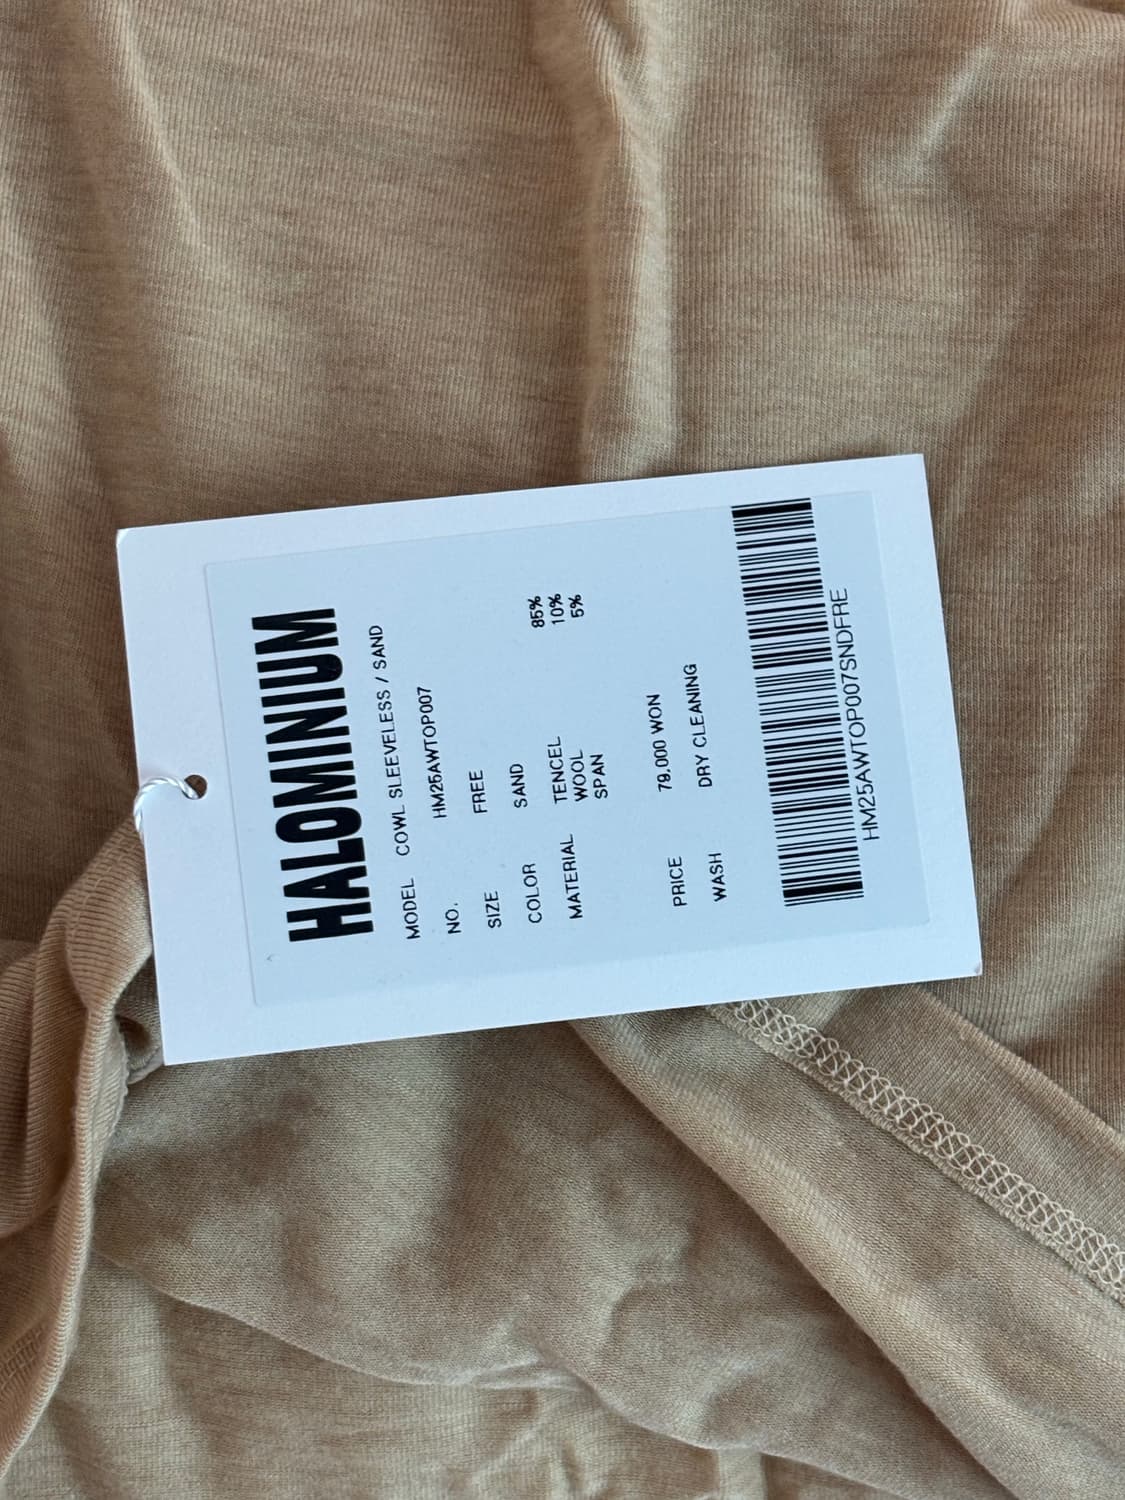 HALOMINIUM
MODEL COWL SLEEVELESS / SAND
NO. HM25AWTOP007
SIZE FREE
COLOR SAND
MATERIAL TENCEL 85%
WOOL 10%
SPAN 5%
PRICE 79,000 WON
WASH DRY CLEANING
HM25AWTOP007SNDFRE